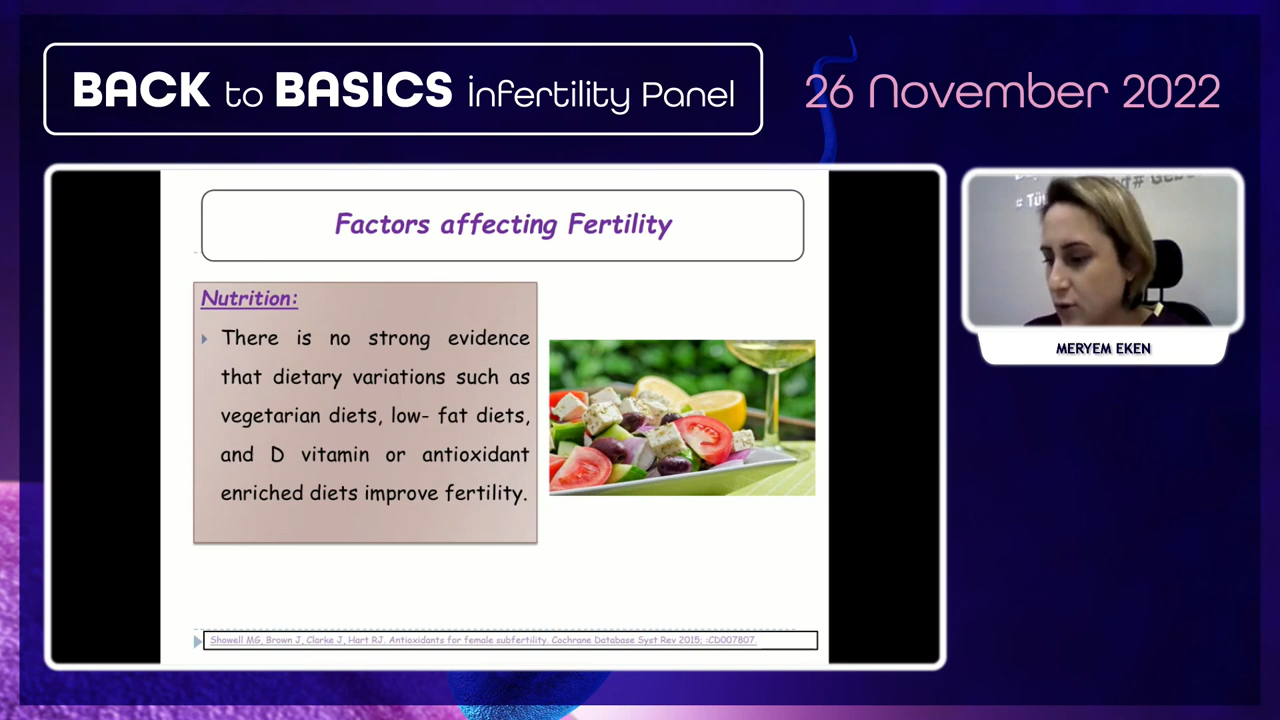 BACK to BASICS infertility Panel
26 November 2022
Factors affecting Fertility
Nutrition:
There is no strong evidence
that dietary variations such as
vegetarian diets, low- fat diets,
and D vitamin or antioxidant
enriched diets improve fertility.
Showell MG, Brown J, Clarke J, Hart RJ. Antioxidants for female subfertility. Cochrane Database Syst Rev 2015; :CD007807.
MERYEM EKEN